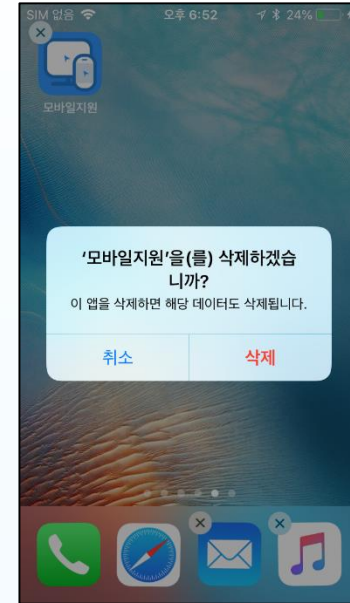 SIM 없음 오후 6:52 24%
모바일지원
'모바일지원'을(를) 삭제하겠습
니까?
이 앱을 삭제하면 해당 데이터도 삭제됩니다.
취소 삭제